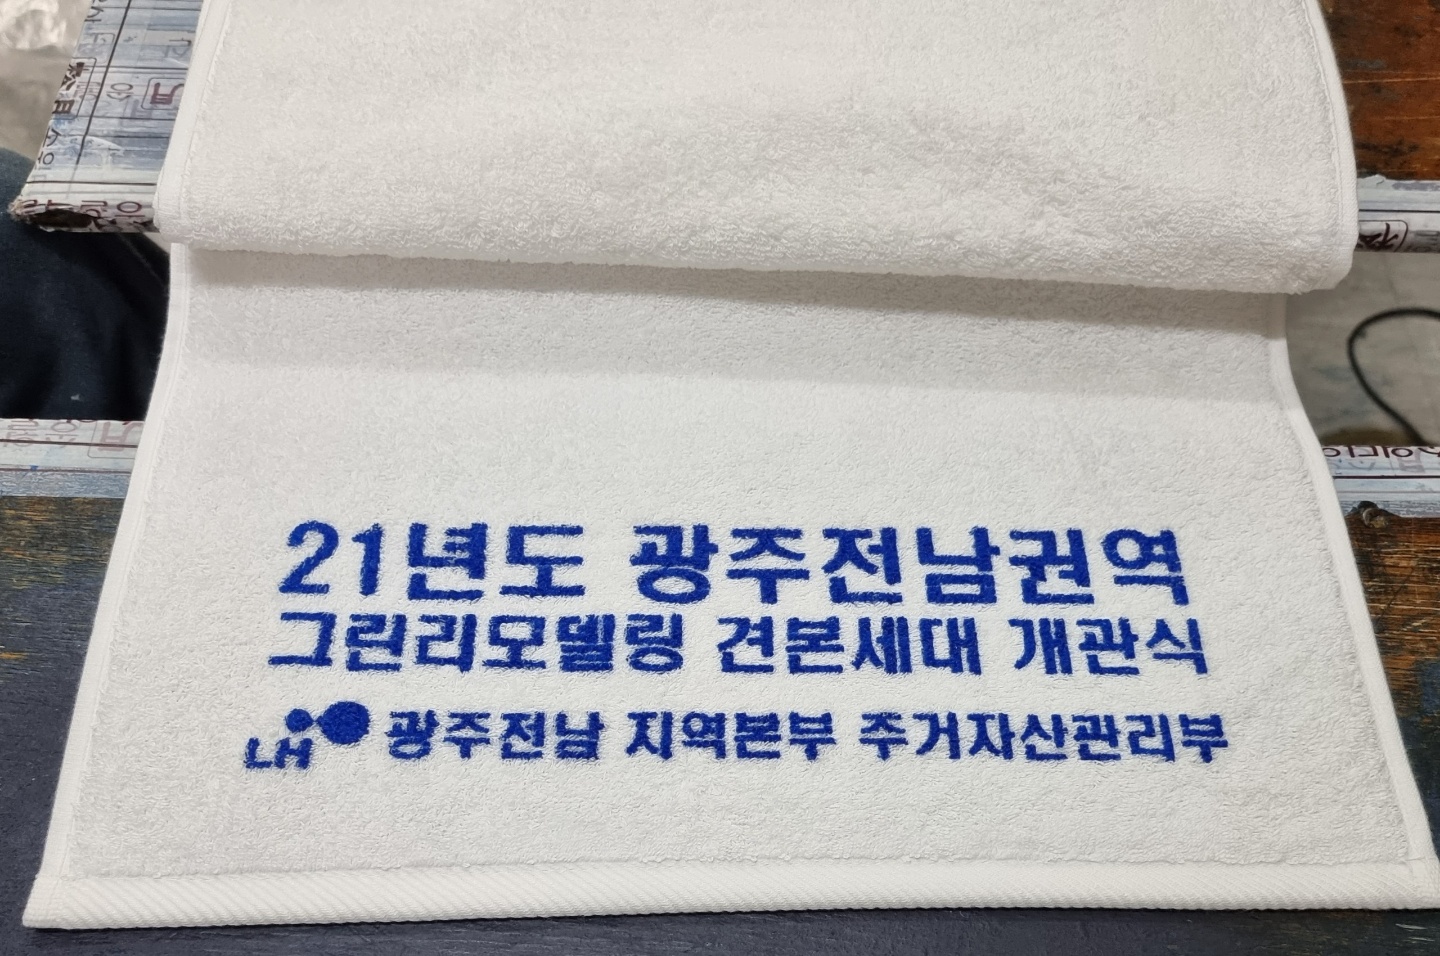 21년도 광주전남권역
그린리모델링 견본세대 개관식
LH 광주전남 지역본부 주거자산관리부